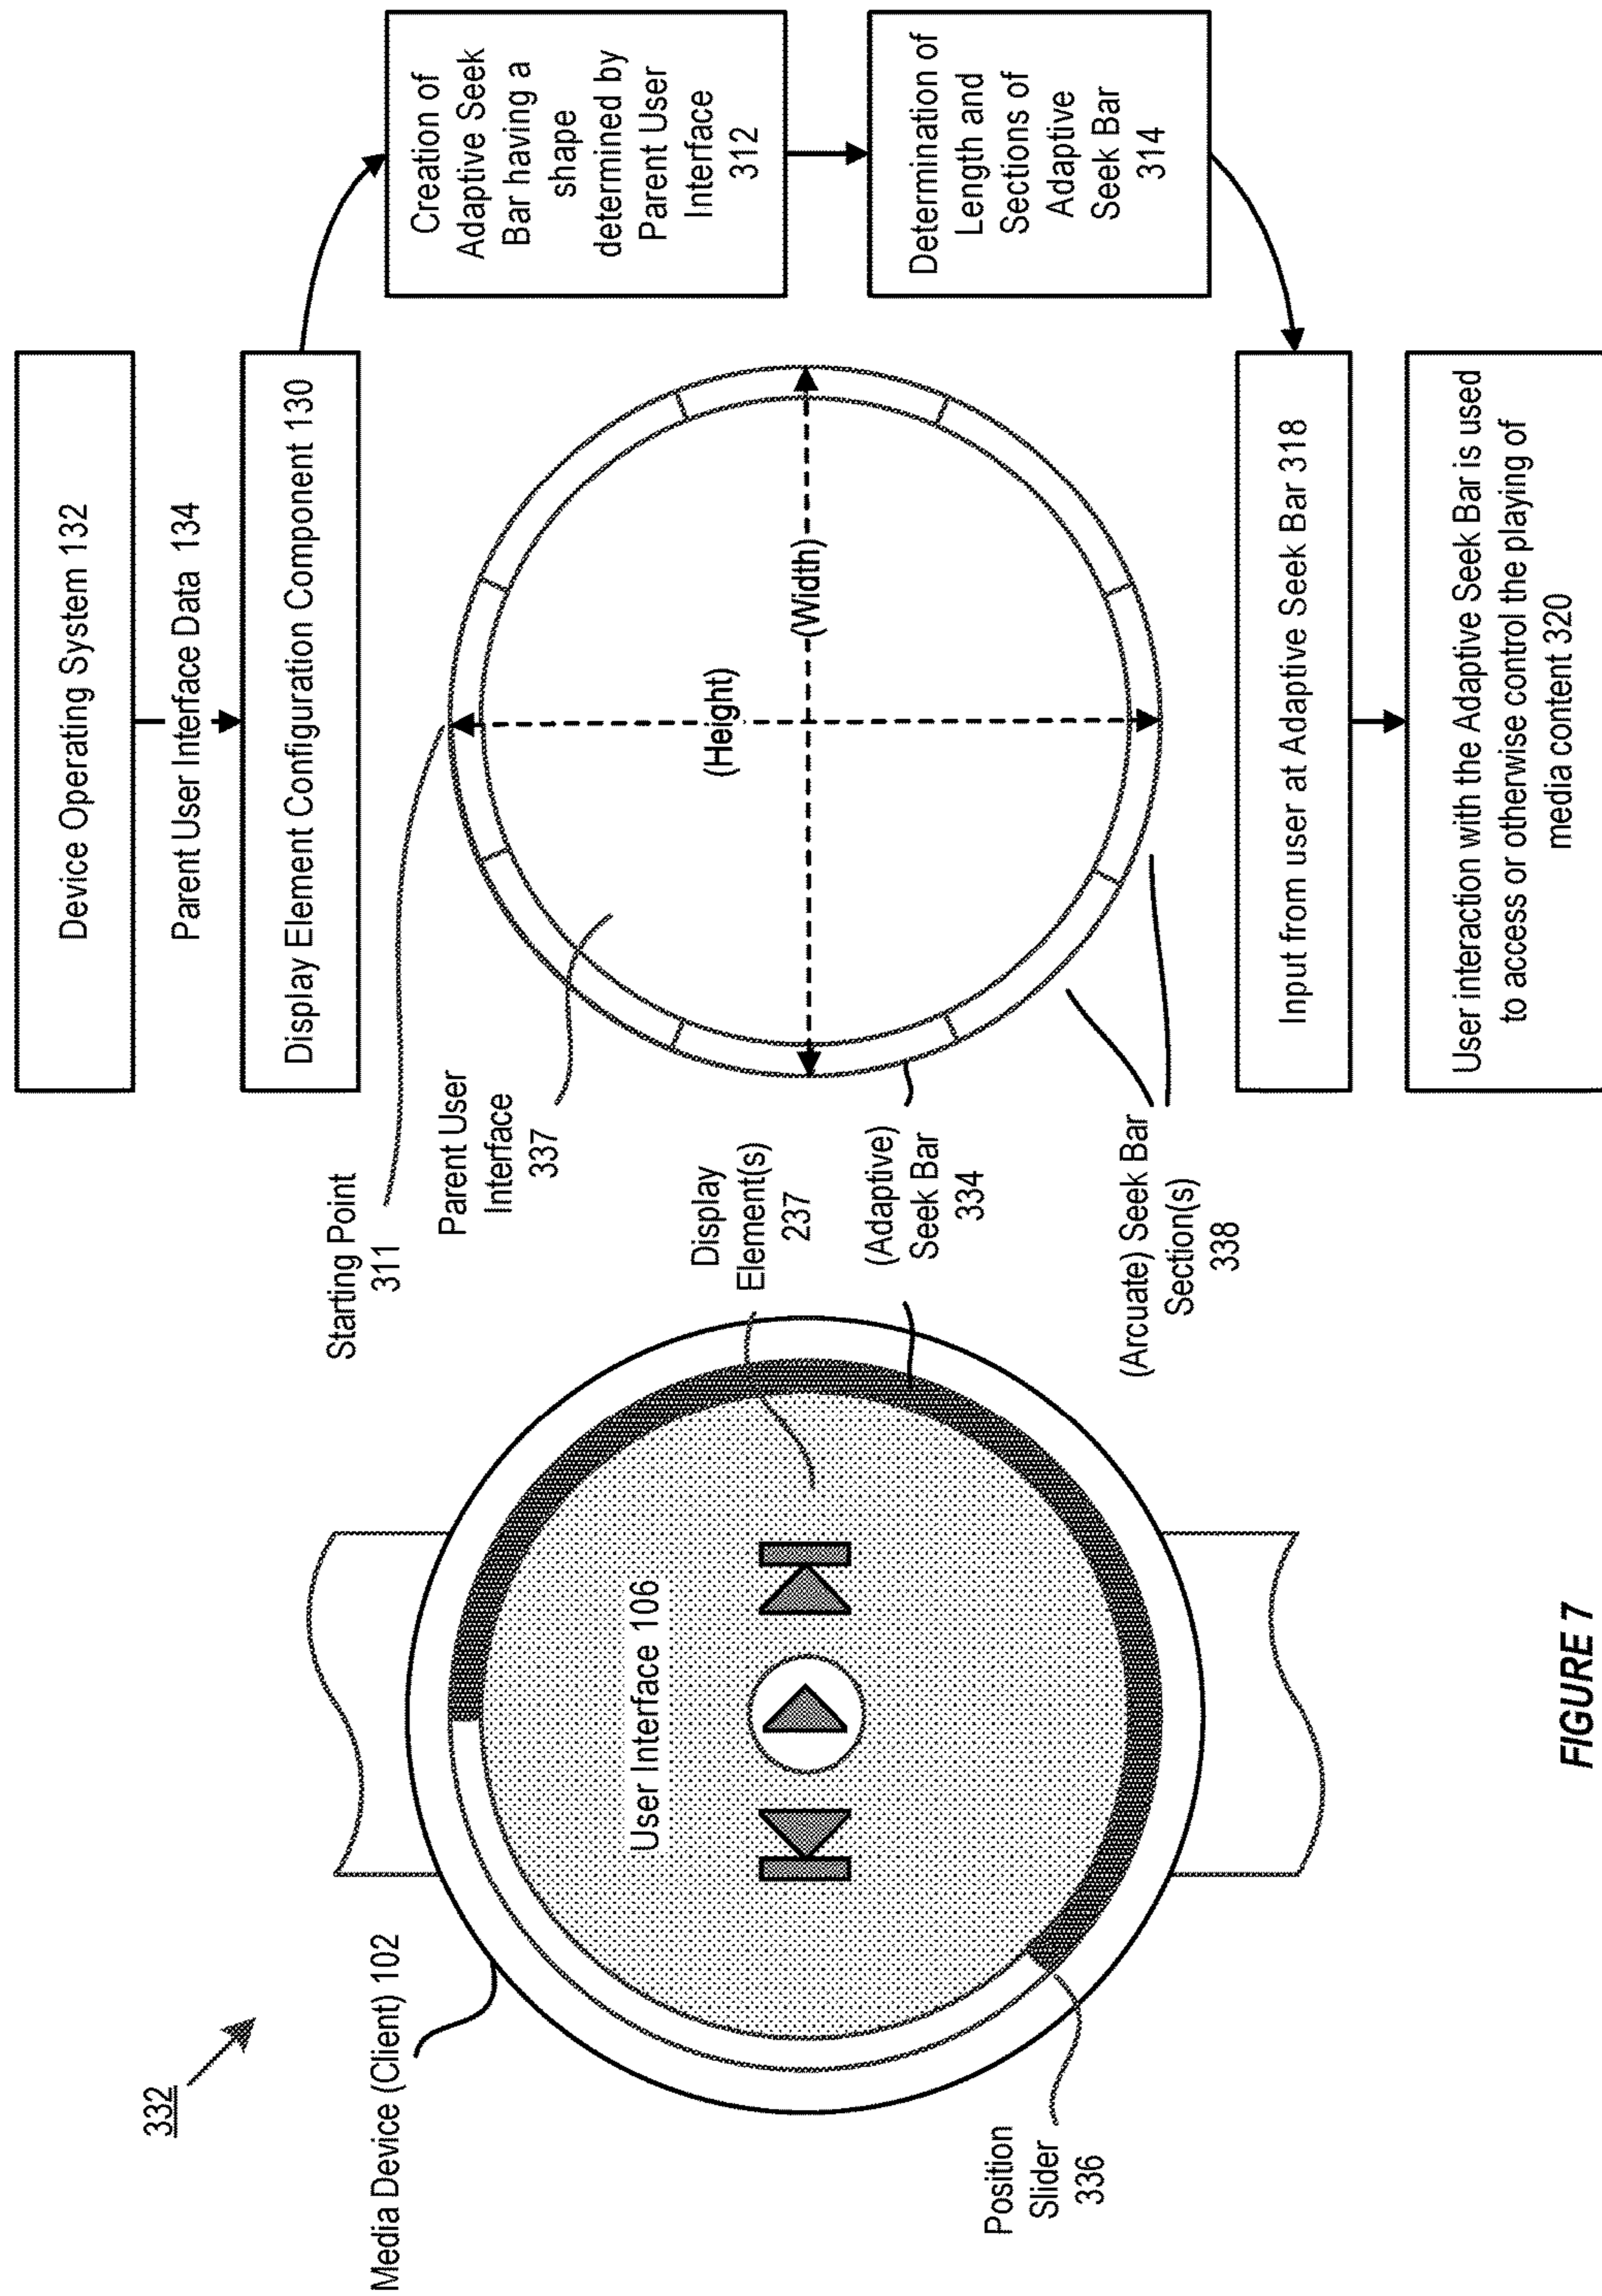 332
Media Device (Client) 102
Position
Slider
336
User Interface 106
Starting Point
311
Parent User
Interface
337
Display
Element(s)
237
(Adaptive)
Seek Bar
334
(Arcuate) Seek Bar
Section(s)
338
Device Operating System 132
Parent User Interface Data 134
Display Element Configuration Component 130
(Height)
(Width)
Creation of
Adaptive Seek
Bar having a
shape
determined by
Parent User
Interface
312
Determination of
Length and
Sections of
Adaptive
Seek Bar
314
Input from user at Adaptive Seek Bar 318
User interaction with the Adaptive Seek Bar is used
to access or otherwise control the playing of
media content 320
FIGURE 7